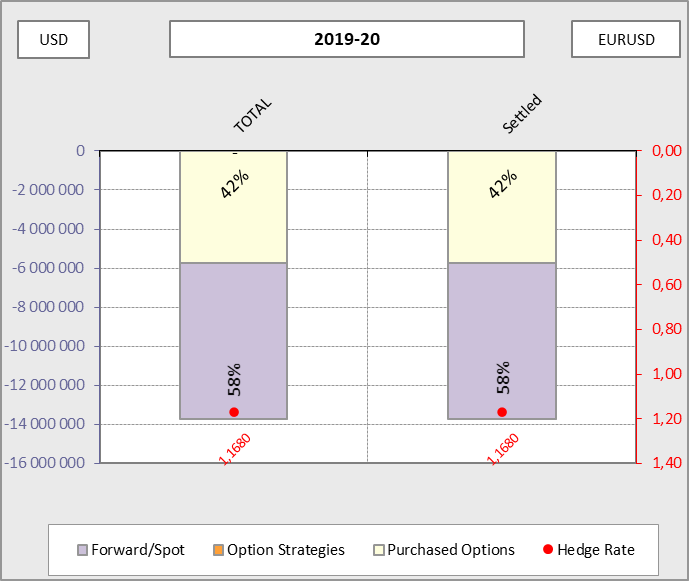 USD 2019-20 EURUSD
TOTAL Settled
0 0,00
-2 000 000 0,20
-4 000 000 0,40
-6 000 000 0,60
-8 000 000 0,80
-10 000 000 1,00
-12 000 000 1,20
-14 000 000 1,40
-16 000 000
42% 42%
58% 58%
1,1680 1,1680
Forward/Spot Option Strategies Purchased Options Hedge Rate